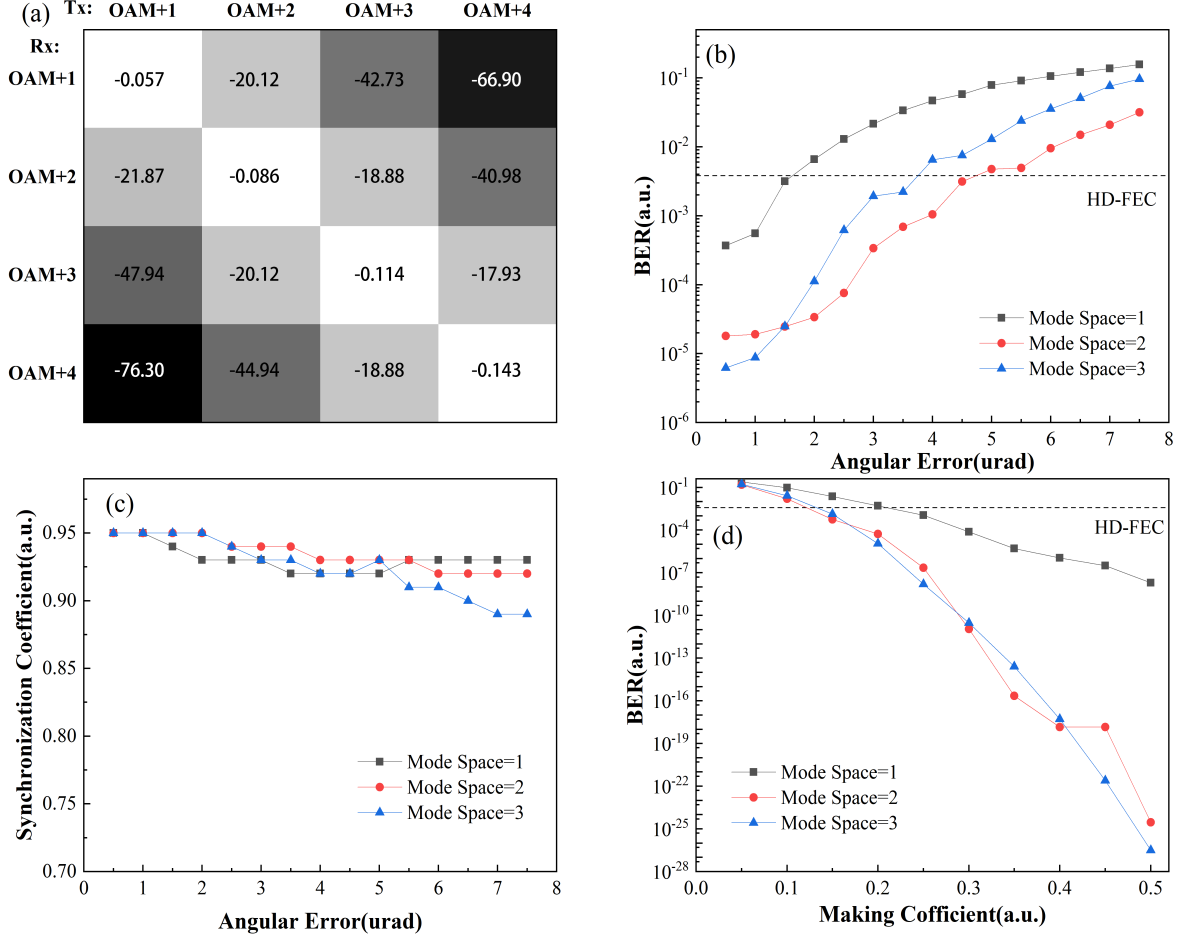 (a)
Tx: OAM+1 OAM+2 OAM+3 OAM+4
Rx:
OAM+1 -0.057 -20.12 -42.73 -66.90
OAM+2 -21.87 -0.086 -18.88 -40.98
OAM+3 -47.94 -20.12 -0.114 -17.93
OAM+4 -76.30 -44.94 -18.88 -0.143
(b)
BER(a.u.)
10-1
10-2
10-3
10-4
10-5
10-6
HD-FEC
Mode Space=1
Mode Space=2
Mode Space=3
0 1 2 3 4 5 6 7 8
Angular Error(urad)
(c)
Synchronization Coefficient(a.u.)
0.95
0.90
0.85
0.80
0.75
0.70
Mode Space=1
Mode Space=2
Mode Space=3
0 1 2 3 4 5 6 7 8
Angular Error(urad)
(d)
BER(a.u.)
10-1
10-4
10-7
10-10
10-13
10-16
10-19
10-22
10-25
10-28
HD-FEC
Mode Space=1
Mode Space=2
Mode Space=3
0.0 0.1 0.2 0.3 0.4 0.5
Making Cofficient(a.u.)